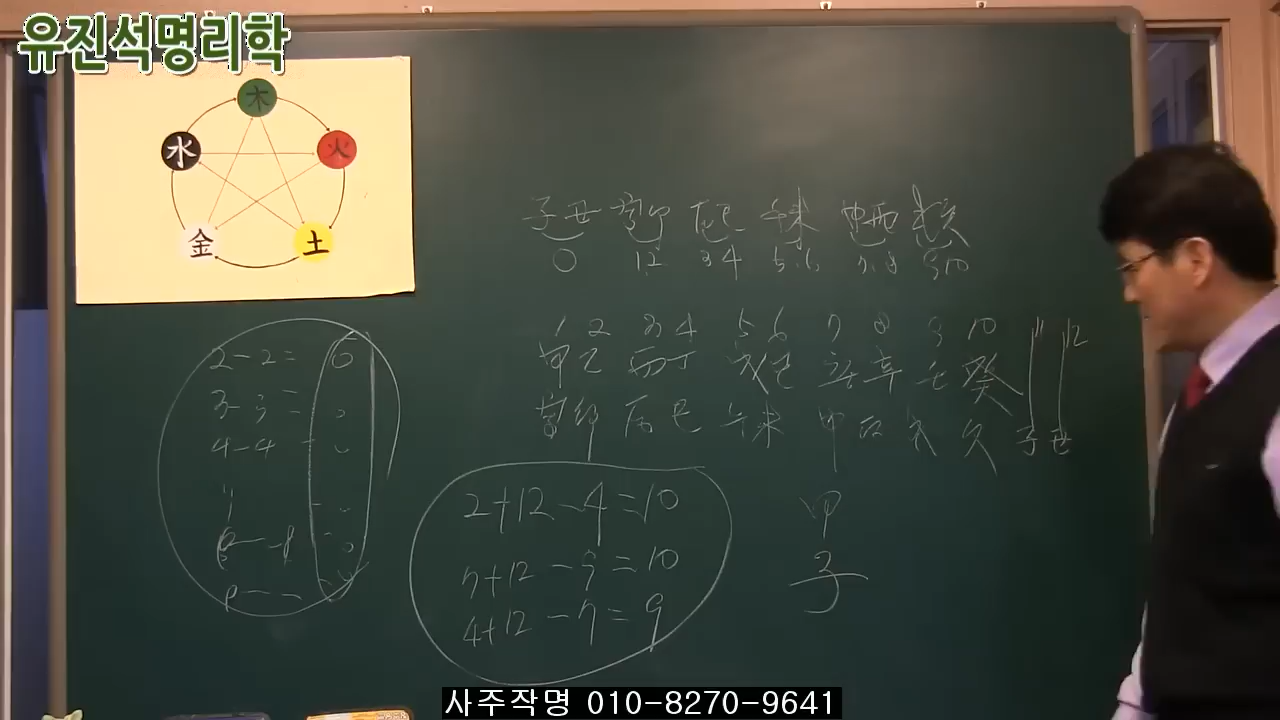 유진석명리학
木
水 火
金 土
子丑 寅卯 辰巳 午未 申酉 戌亥
0 1.2 3 4 5.6 7.8 9 10
1 2 3 4 5 6 7 8 9 10 11 12
甲乙 丙丁 戊己 庚辛 壬癸
寅卯 辰巳 午未 申酉 戌亥 子丑
2-2= 0
3-3= 0
4-4
2+12-4=10
7+12-9=10
4+12-7=9
甲
子
사주작명 010-8270-9641